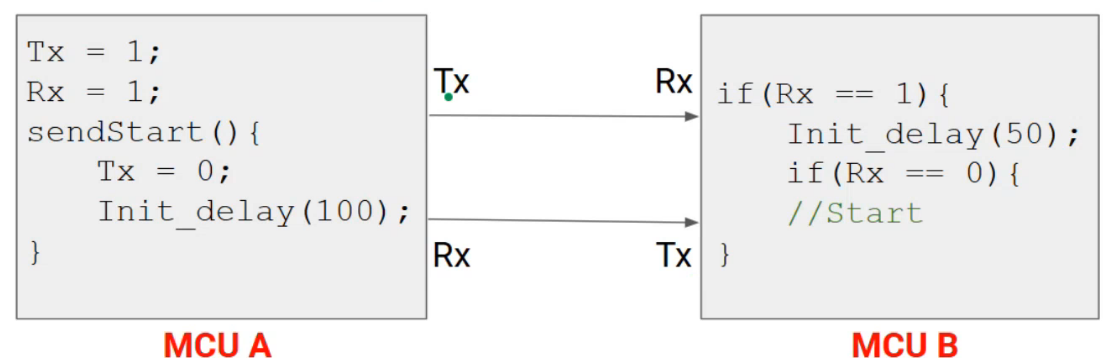 Tx = 1;
Rx = 1;
sendStart(){
Tx = 0;
Init_delay(100);
}
Tx
Rx
Rx
Tx
if(Rx == 1){
Init_delay(50);
if(Rx == 0){
//Start
}
MCU A
MCU B